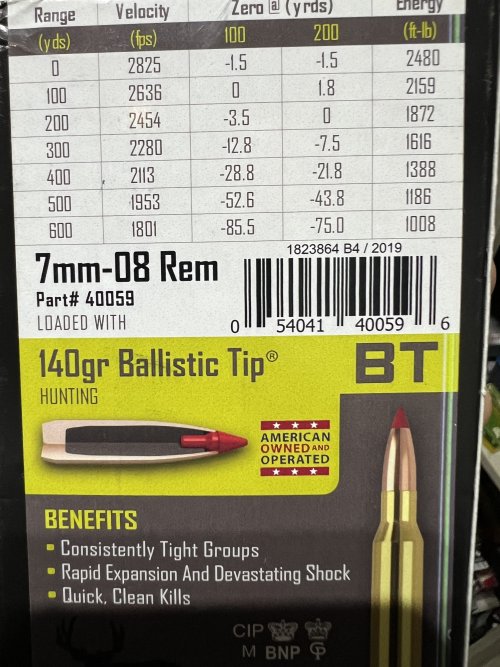 Range Velocity Zero @ (yrds) Energy
(yds) (fps) 100 200 (ft-lb)
0 2825 -1.5 -1.5 2480
100 2636 0 1.8 2159
200 2454 -3.5 0 1872
300 2280 -12.8 -7.5 1616
400 2113 -28.8 -21.8 1388
500 1953 -52.6 -43.8 1186
600 1801 -85.5 -75.0 1008
7mm-08 Rem
Part# 40059
LOADED WITH
1823864 B4 / 2019
0 54041 40059 6
140gr Ballistic Tip®
HUNTING
BT
AMERICAN
OWNED AND
OPERATED
BENEFITS
• Consistently Tight Groups
• Rapid Expansion And Devastating Shock
• Quick, Clean Kills
CIP
M BNP